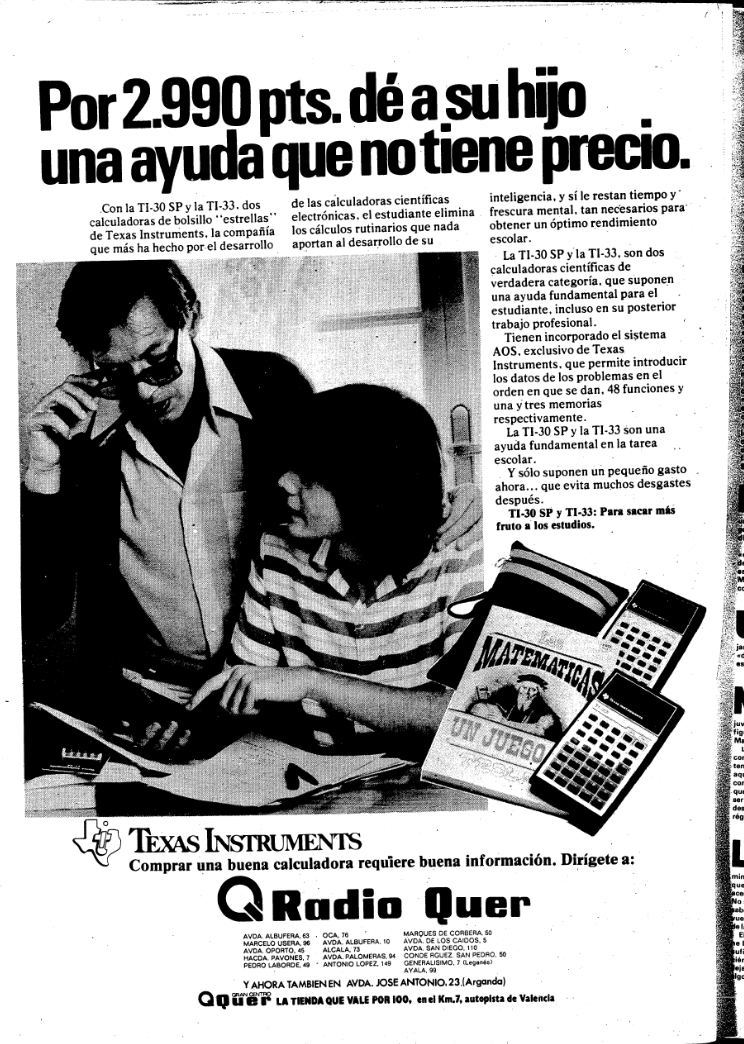 Por 2.990 pts. dé a su hijo
una ayuda que no tiene precio.
Con la TI-30 SP y la TI-33, dos
calculadoras de bolsillo "estrellas"
de Texas Instruments, la compañía
que más ha hecho por el desarrollo
de las calculadoras científicas
electrónicas, el estudiante elimina
los cálculos rutinarios que nada
aportan al desarrollo de su
inteligencia, y sí le restan tiempo y
frescura mental, tan necesarios para
obtener un óptimo rendimiento
escolar.
La TI-30 SP y la TI-33, son dos
calculadoras científicas de
verdadera categoría, que suponen
una ayuda fundamental para el
estudiante, incluso en su posterior
trabajo profesional.
Tienen incorporado el sistema
AOS, exclusivo de Texas
Instruments, que permite introducir
los datos de los problemas en el
orden en que se dan, 48 funciones y
una y tres memorias
respectivamente.
La TI-30 SP y la TI-33 son una
ayuda fundamental en la tarea
escolar.
Y sólo suponen un pequeño gasto
ahora... que evita muchos desgastes
después.
TI-30 SP y TI-33: Para sacar más
fruto a los estudios.
LAS
MATEMATICAS
UN JUEGO
TEXAS INSTRUMENTS
Comprar una buena calculadora requiere buena información. Dirígete a:
Radio Quer
AVDA. ALBUFERA, 63
MARCELO USERA, 96
AVDA. OPORTO, 45
HACDA. PAVONES, 7
PEDRO LABORDE, 49
OCA, 76
AVDA. ALBUFERA, 10
ALCALA, 73
AVDA. PALOMERAS, 94
ANTONIO LOPEZ, 149
MARQUES DE CORBERA, 50
AVDA. DE LOS CAIDOS, 5
AVDA. SAN DIEGO, 110
CONDE RGUEZ. SAN PEDRO, 50
GENERALISIMO, 7 (Leganés)
AYALA, 93
Y AHORA TAMBIEN EN AVDA. JOSE ANTONIO, 23.(Arganda)
GRAN CENTRO
Quer LA TIENDA QUE VALE POR 100, en el Km.7, autopista de Valencia